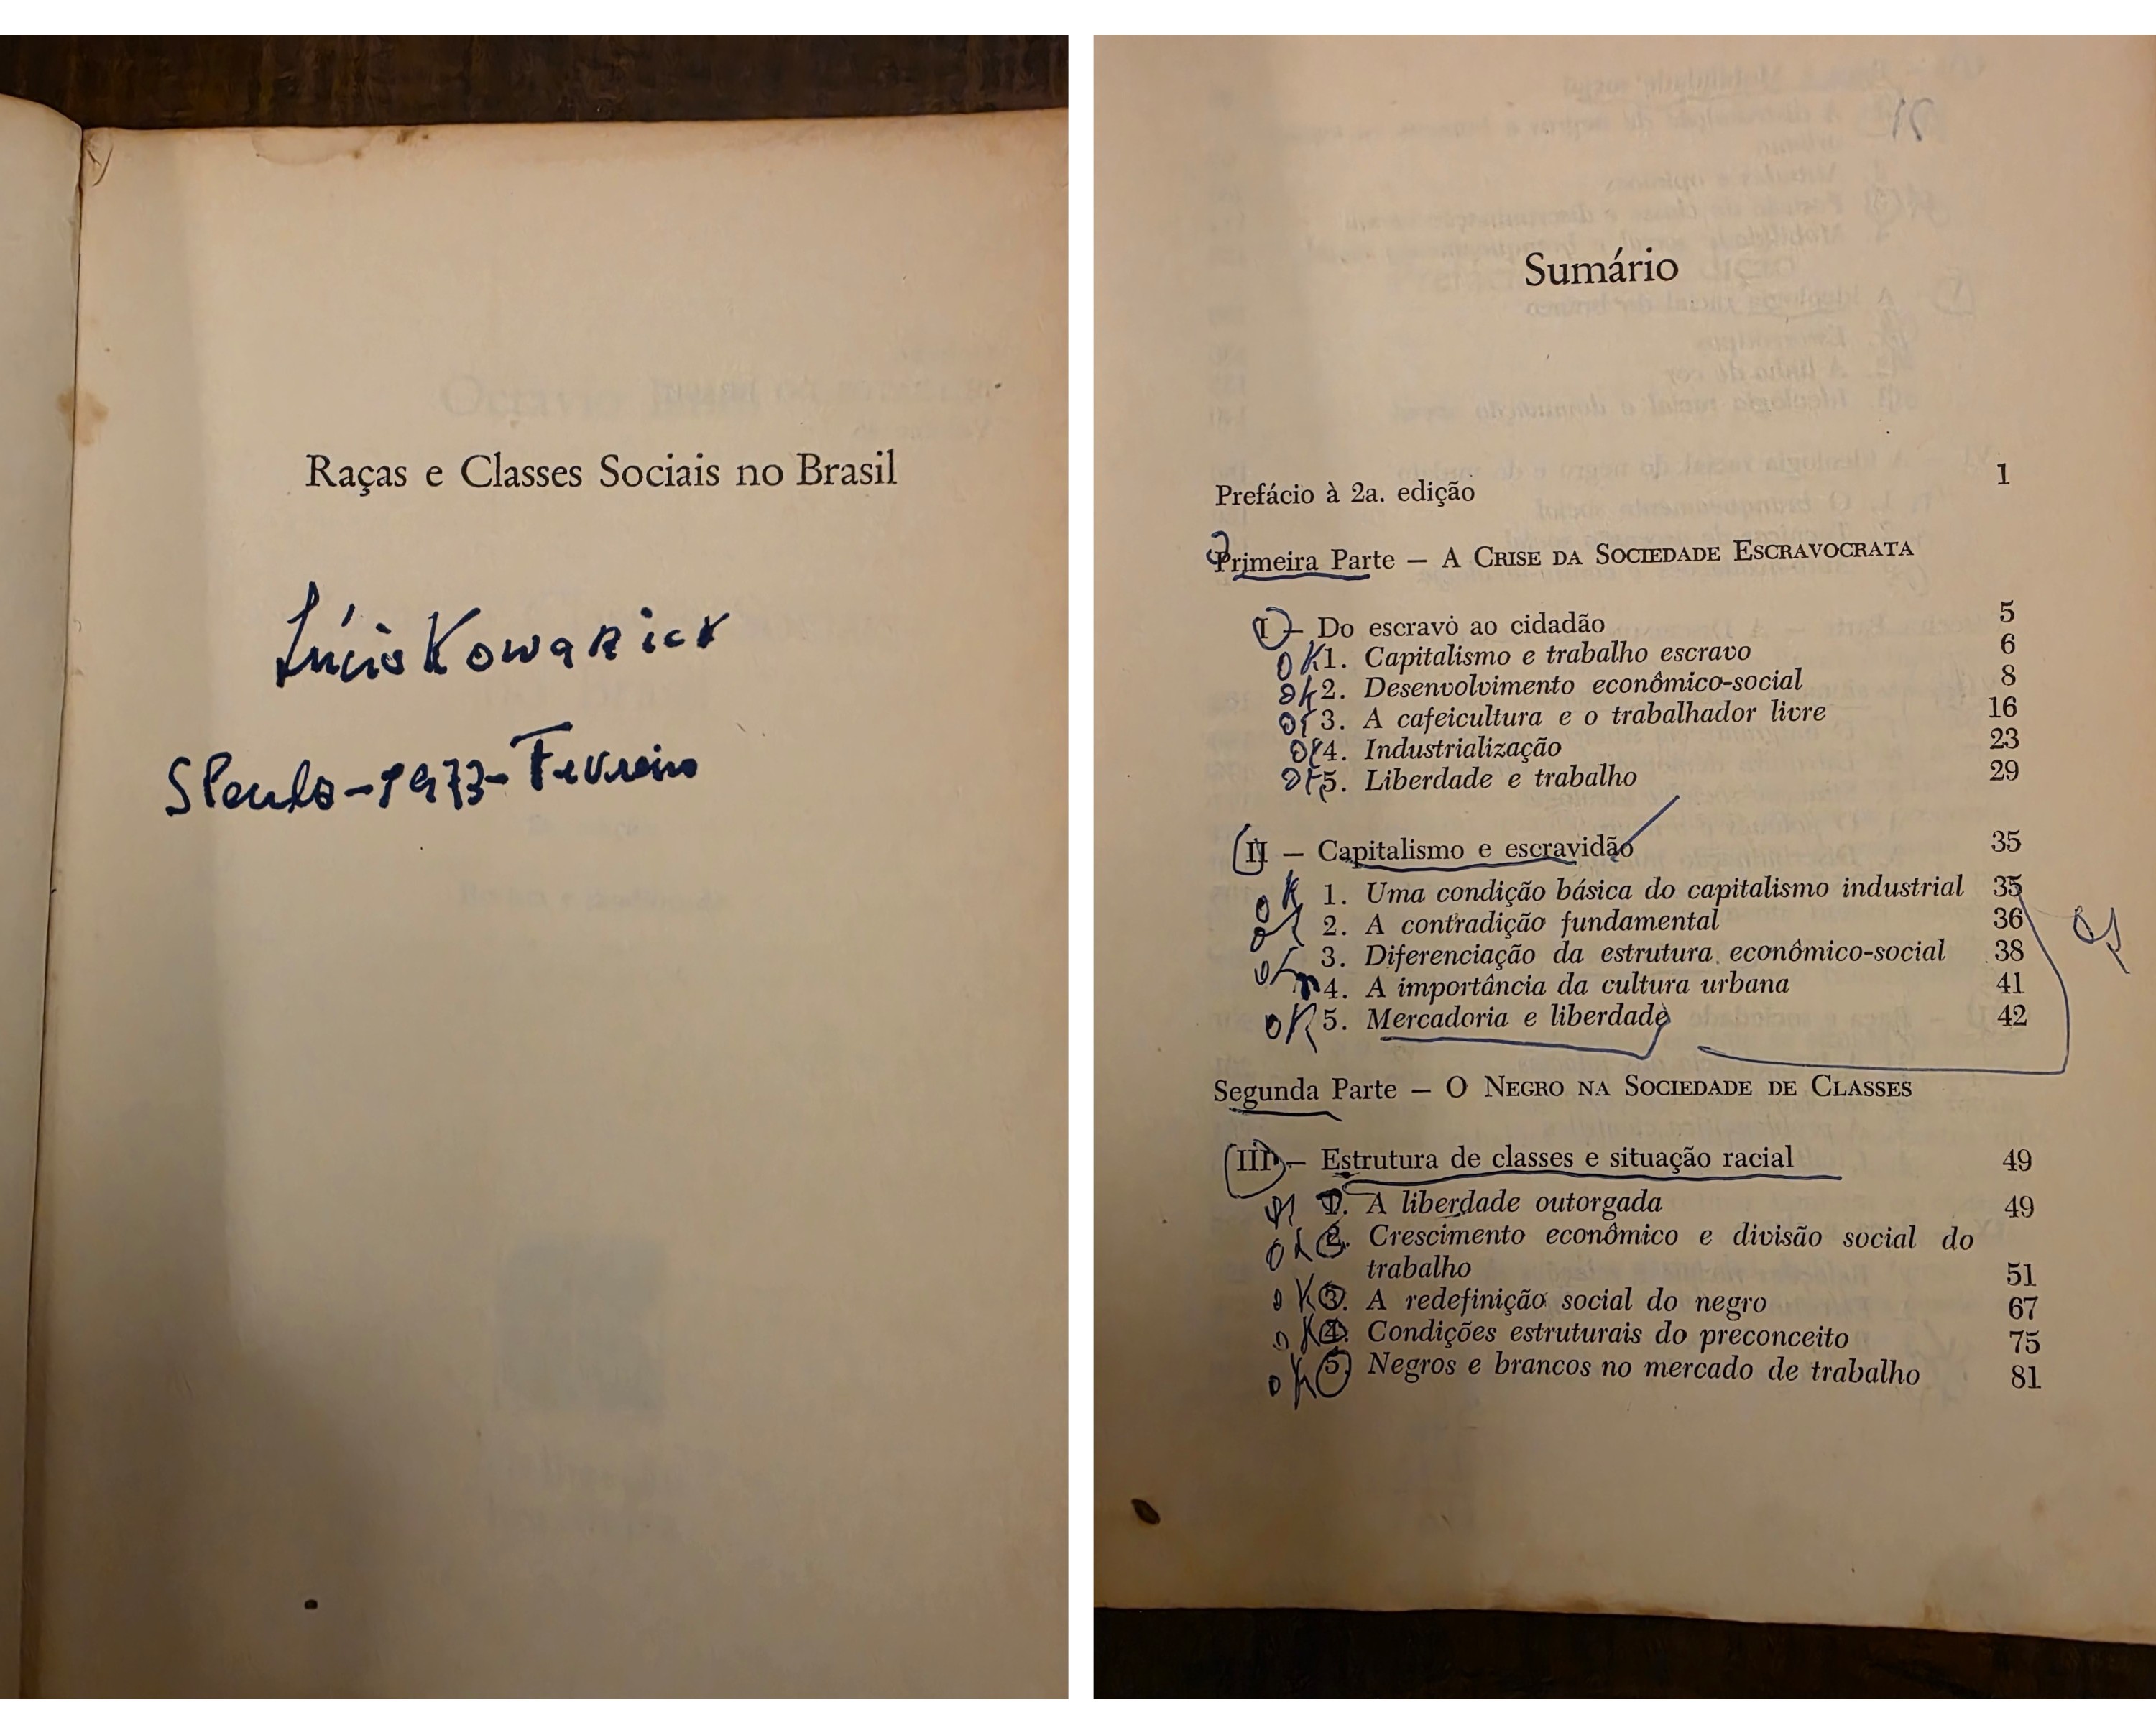 Raças e Classes Sociais no Brasil
Lúcio Kowarick
S Paulo - 1973 - Fevereiro
Sumário
Prefácio à 2a. edição 1
Primeira Parte — A Crise da Sociedade Escravocrata
I — Do escravo ao cidadão 5
OK 1. Capitalismo e trabalho escravo 6
OK 2. Desenvolvimento econômico-social 8
OK 3. A cafeicultura e o trabalhador livre 16
OK 4. Industrialização 23
OK 5. Liberdade e trabalho 29
II — Capitalismo e escravidão 35
OK 1. Uma condição básica do capitalismo industrial 35
OK 2. A contradição fundamental 36
OK 3. Diferenciação da estrutura econômico-social 38
4. A importância da cultura urbana 41
OK 5. Mercadoria e liberdade 42
Segunda Parte — O Negro na Sociedade de Classes
III — Estrutura de classes e situação racial 49
OK 1. A liberdade outorgada 49
OK 2. Crescimento econômico e divisão social do
trabalho 51
OK 3. A redefinição social do negro 67
OK 4. Condições estruturais do preconceito 75
OK 5. Negros e brancos no mercado de trabalho 81